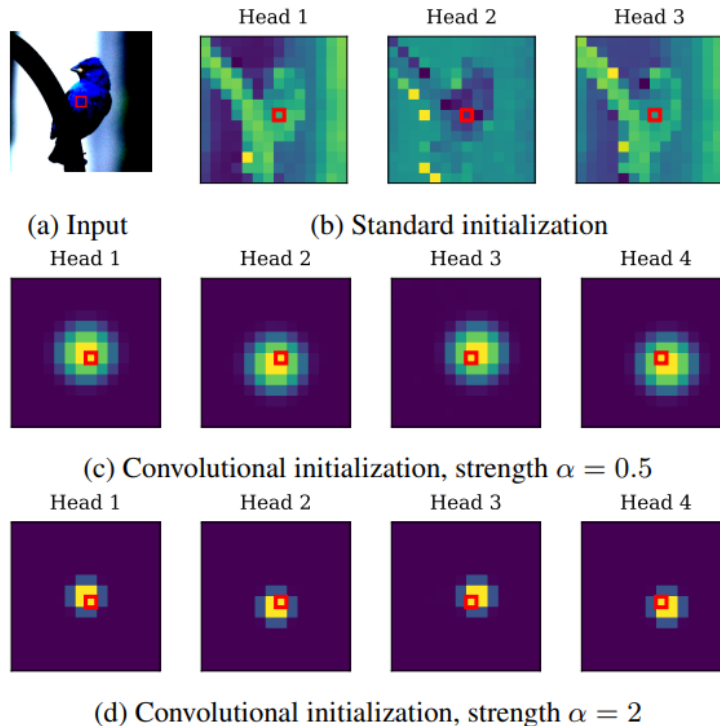 Head 1 Head 2 Head 3
(a) Input (b) Standard initialization
Head 1 Head 2 Head 3 Head 4
(c) Convolutional initialization, strength α = 0.5
Head 1 Head 2 Head 3 Head 4
(d) Convolutional initialization, strength α = 2